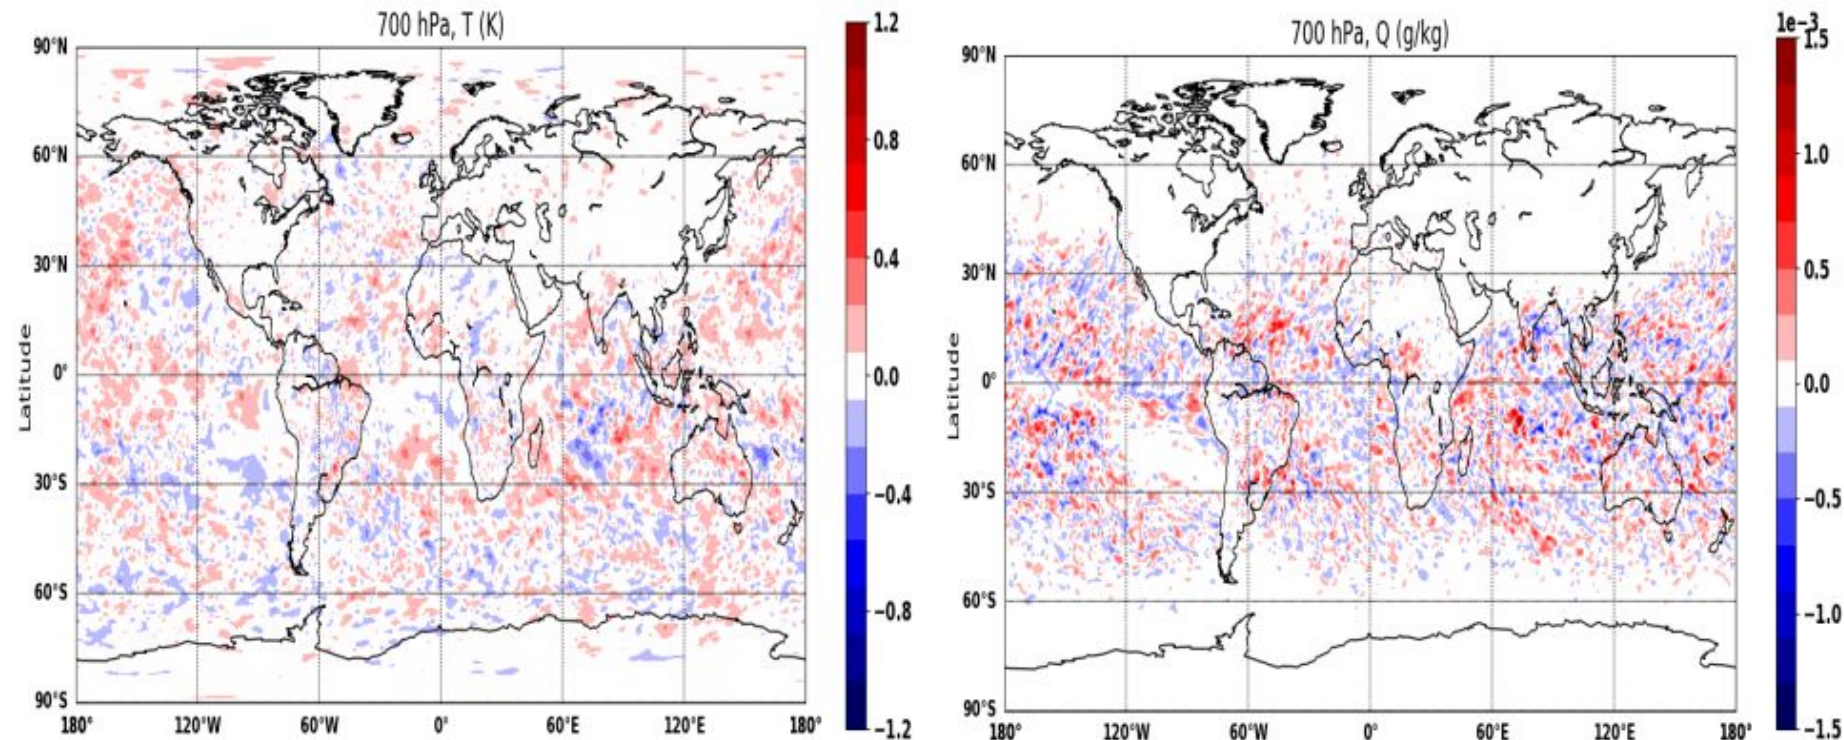 700 hPa, T (K)
90°N
60°N
30°N
0°
30°S
60°S
90°S
Latitude
180° 120°W 60°W 0° 60°E 120°E 180°
1.2
0.8
0.4
0.0
−0.4
−0.8
−1.2
700 hPa, Q (g/kg)
90°N
60°N
30°N
0°
30°S
60°S
90°S
Latitude
180° 120°W 60°W 0° 60°E 120°E 180°
1e−3
1.5
1.0
0.5
0.0
−0.5
−1.0
−1.5